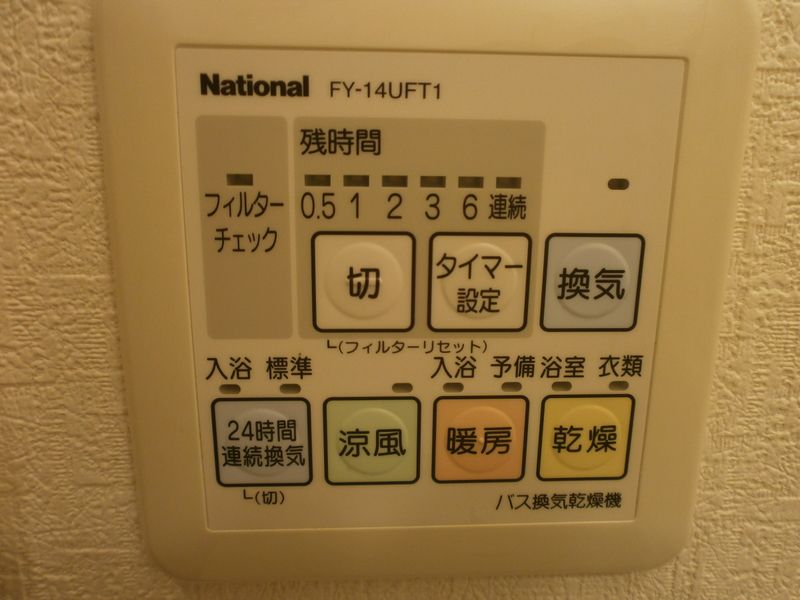 National FY-14UFT1
残時間
フィルター
チェック
0.5 1 2 3 6 連続
切
タイマー
設定
換気
└(フィルターリセット)
入浴 標準
入浴 予備
浴室 衣類
24時間
連続換気
涼風
暖房
乾燥
└(切)
バス換気乾燥機